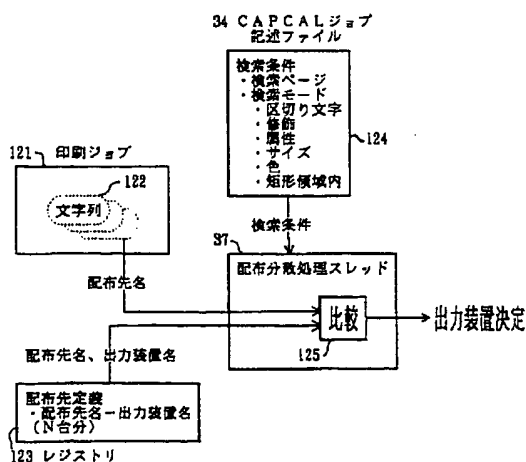 34 CAPCALジョブ
記述ファイル
検索条件
・検索ページ
・検索モード
・区切り文字
・修飾
・属性
・サイズ
・色
・矩形領域内
124
121 印刷ジョブ
122
文字列
検索条件
37
配布分散処理スレッド
配布先名
比較
出力装置決定
125
配布先名、出力装置名
配布先定義
・配布先名－出力装置名
(N台分)
123 レジストリ